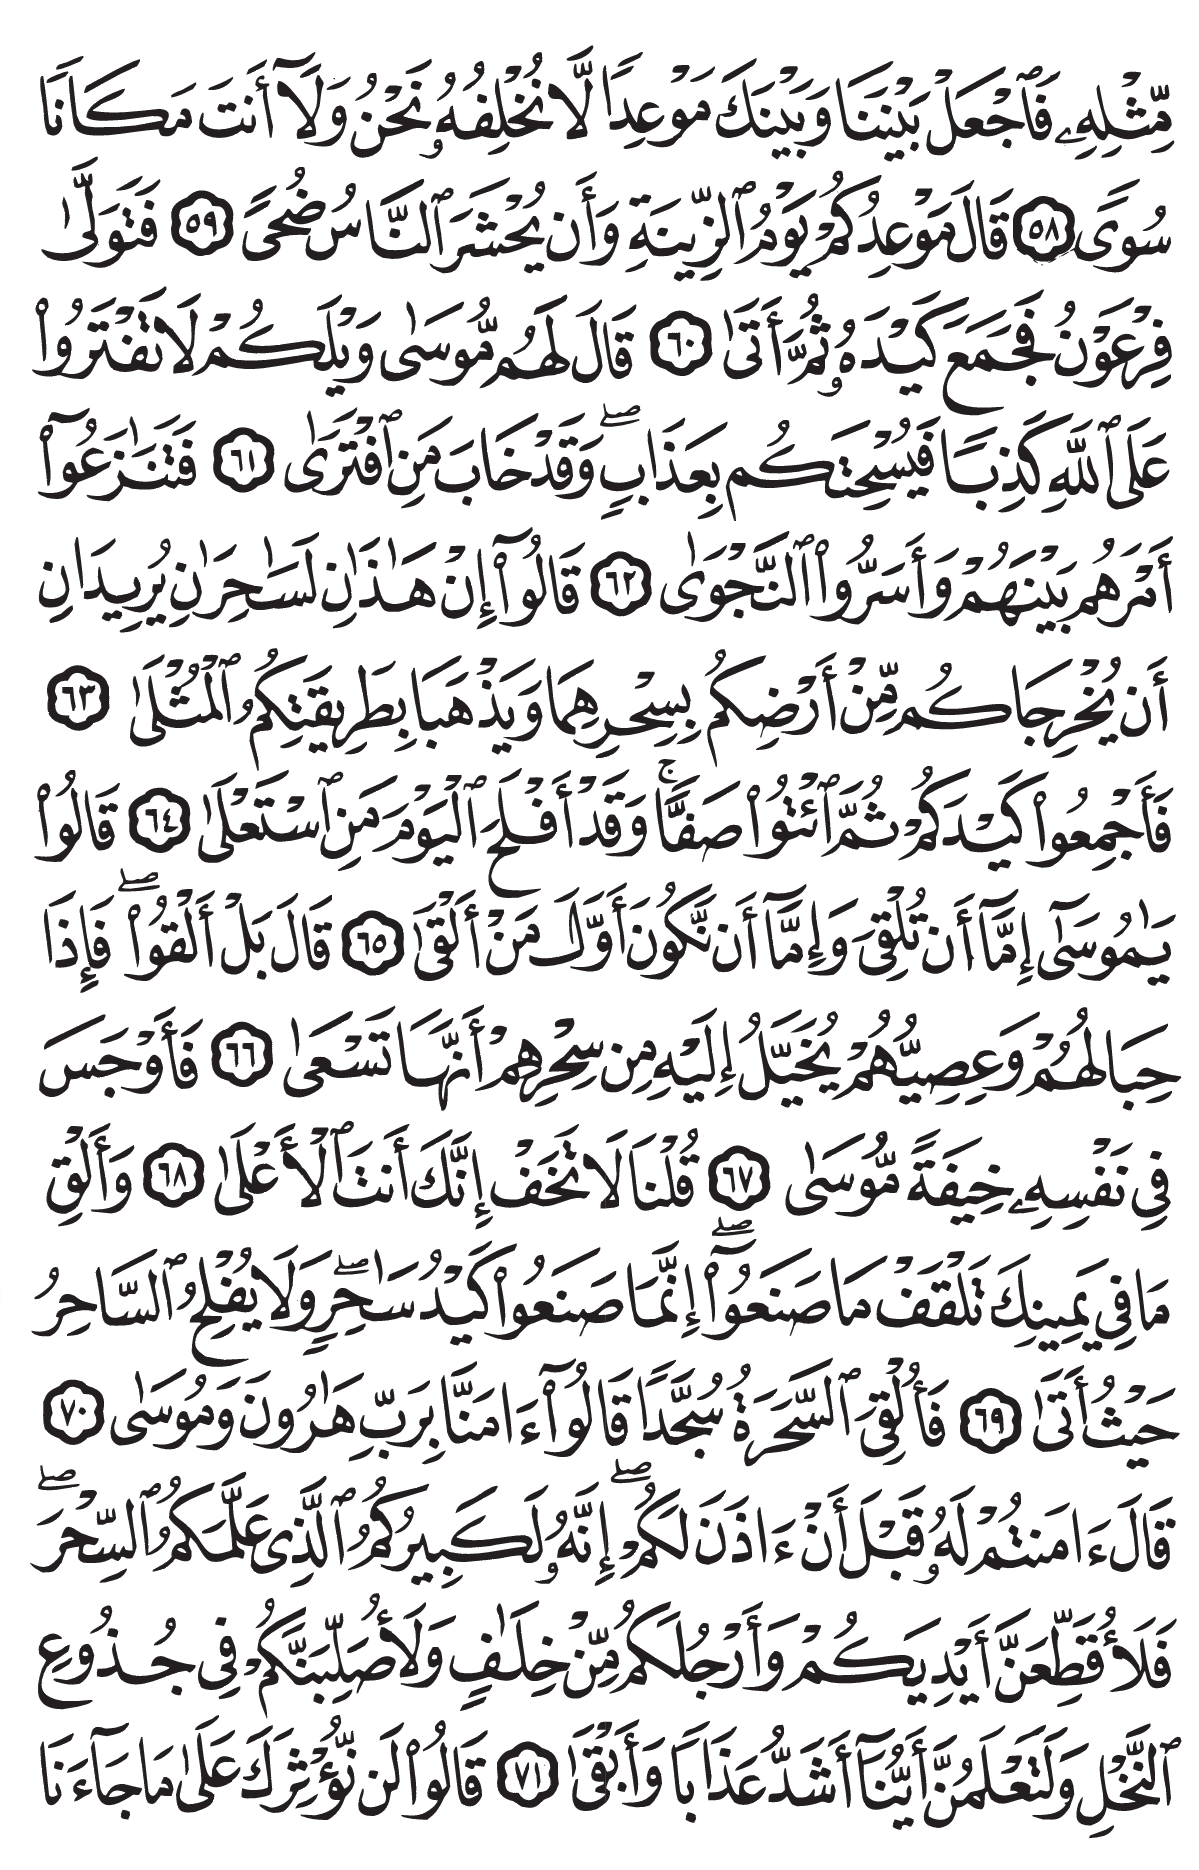 مِّثْلِهِۦ فَٱجْعَلْ بَيْنَنَا وَبَيْنَكَ مَوْعِدًا لَّا نُخْلِفُهُۥ نَحْنُ وَلَآ أَنتَ مَكَانًا
سُوًى ٥٨ قَالَ مَوْعِدُكُمْ يَوْمُ ٱلزِّينَةِ وَأَن يُحْشَرَ ٱلنَّاسُ ضُحًى ٥٩ فَتَوَلَّىٰ
فِرْعَوْنُ فَجَمَعَ كَيْدَهُۥ ثُمَّ أَتَىٰ ٦٠ قَالَ لَهُم مُّوسَىٰ وَيْلَكُمْ لَا تَفْتَرُوا۟
عَلَى ٱللَّهِ كَذِبًا فَيُسْحِتَكُم بِعَذَابٍ ۖ وَقَدْ خَابَ مَنِ ٱفْتَرَىٰ ٦١ فَتَنَـٰزَعُوٓا۟
أَمْرَهُم بَيْنَهُمْ وَأَسَرُّوا۟ ٱلنَّجْوَىٰ ٦٢ قَالُوٓا۟ إِنْ هَـٰذَٰنِ لَسَـٰحِرَٰنِ يُرِيدَانِ
أَن يُخْرِجَاكُم مِّنْ أَرْضِكُم بِسِحْرِهِمَا وَيَذْهَبَا بِطَرِيقَتِكُمُ ٱلْمُثْلَىٰ ٦٣
فَأَجْمِعُوا۟ كَيْدَكُمْ ثُمَّ ٱئْتُوا۟ صَفًّا ۚ وَقَدْ أَفْلَحَ ٱلْيَوْمَ مَنِ ٱسْتَعْلَىٰ ٦٤ قَالُوا۟
يَـٰمُوسَىٰٓ إِمَّآ أَن تُلْقِىَ وَإِمَّآ أَن نَّكُونَ أَوَّلَ مَنْ أَلْقَىٰ ٦٥ قَالَ بَلْ أَلْقُوا۟ ۖ فَإِذَا
حِبَالُهُمْ وَعِصِيُّهُمْ يُخَيَّلُ إِلَيْهِ مِن سِحْرِهِمْ أَنَّهَا تَسْعَىٰ ٦٦ فَأَوْجَسَ
فِى نَفْسِهِۦ خِيفَةً مُّوسَىٰ ٦٧ قُلْنَا لَا تَخَفْ إِنَّكَ أَنتَ ٱلْأَعْلَىٰ ٦٨ وَأَلْقِ
مَا فِى يَمِينِكَ تَلْقَفْ مَا صَنَعُوٓا۟ ۖ إِنَّمَا صَنَعُوا۟ كَيْدُ سَـٰحِرٍ ۖ وَلَا يُفْلِحُ ٱلسَّاحِرُ
حَيْثُ أَتَىٰ ٦٩ فَأُلْقِىَ ٱلسَّحَرَةُ سُجَّدًا قَالُوٓا۟ ءَامَنَّا بِرَبِّ هَـٰرُونَ وَمُوسَىٰ ٧٠
قَالَ ءَامَنتُمْ لَهُۥ قَبْلَ أَنْ ءَاذَنَ لَكُمْ ۖ إِنَّهُۥ لَكَبِيرُكُمُ ٱلَّذِى عَلَّمَكُمُ ٱلسِّحْرَ ۖ
فَلَأُقَطِّعَنَّ أَيْدِيَكُمْ وَأَرْجُلَكُم مِّنْ خِلَـٰفٍ وَلَأُصَلِّبَنَّكُمْ فِى جُذُوعِ
ٱلنَّخْلِ وَلَتَعْلَمُنَّ أَيُّنَآ أَشَدُّ عَذَابًا وَأَبْقَىٰ ٧١ قَالُوا۟ لَن نُّؤْثِرَكَ عَلَىٰ مَا جَآءَنَا